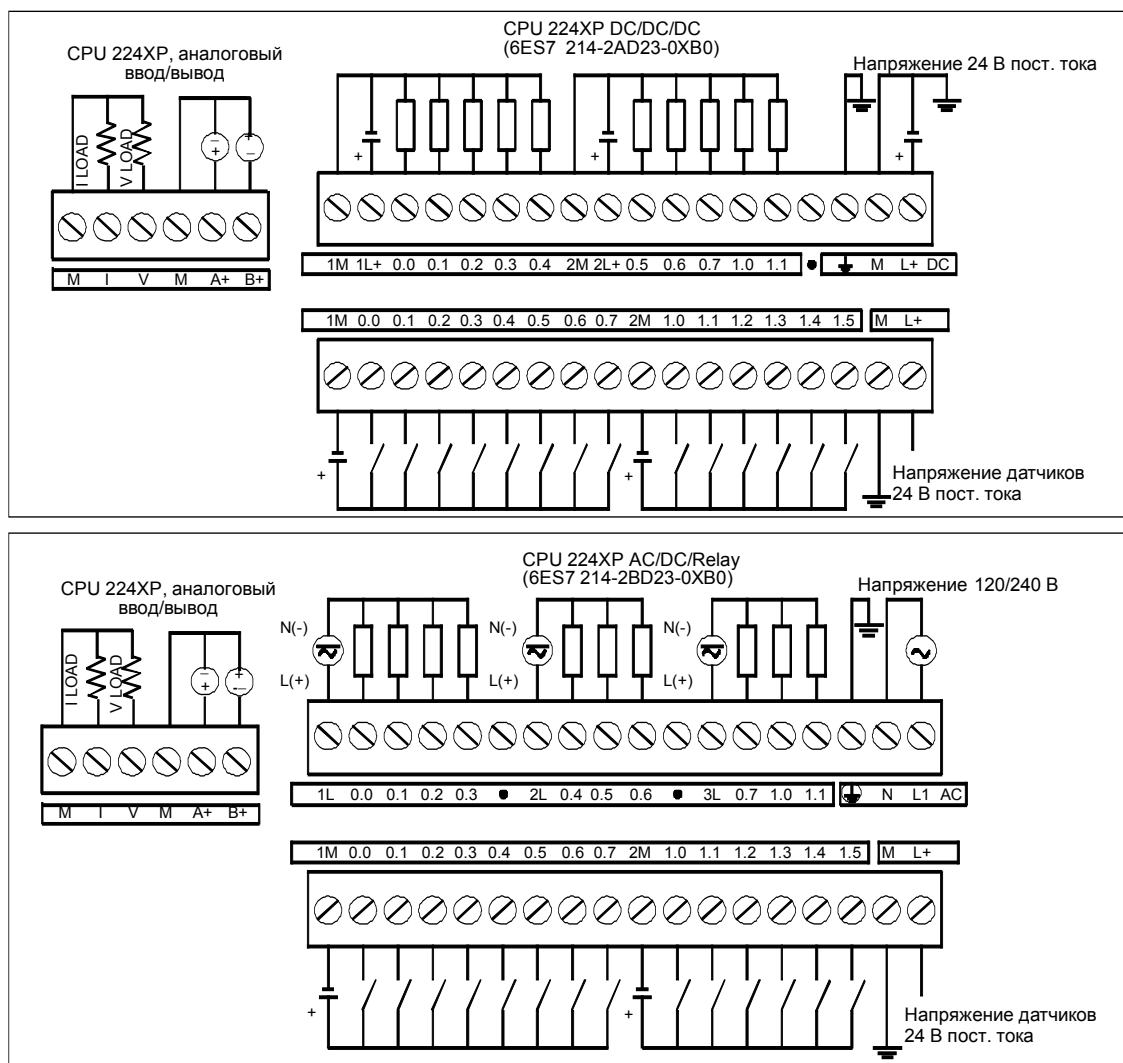 CPU 224XP DC/DC/DC
(6ES7 214-2AD23-0XB0)
CPU 224XP, аналоговый
ввод/вывод
Напряжение 24 В пост. тока
I LOAD
V LOAD
M I V M A+ B+
1M 1L+ 0.0 0.1 0.2 0.3 0.4 2M 2L+ 0.5 0.6 0.7 1.0 1.1 M L+ DC
1M 0.0 0.1 0.2 0.3 0.4 0.5 0.6 0.7 2M 1.0 1.1 1.2 1.3 1.4 1.5 M L+
Напряжение датчиков
24 В пост. тока
CPU 224XP AC/DC/Relay
(6ES7 214-2BD23-0XB0)
CPU 224XP, аналоговый
ввод/вывод
Напряжение 120/240 В
N(-) N(-) N(-)
L(+) L(+) L(+)
I LOAD
V LOAD
M I V M A+ B+
1L 0.0 0.1 0.2 0.3 2L 0.4 0.5 0.6 3L 0.7 1.0 1.1 N L1 AC
1M 0.0 0.1 0.2 0.3 0.4 0.5 0.6 0.7 2M 1.0 1.1 1.2 1.3 1.4 1.5 M L+
Напряжение датчиков
24 В пост. тока